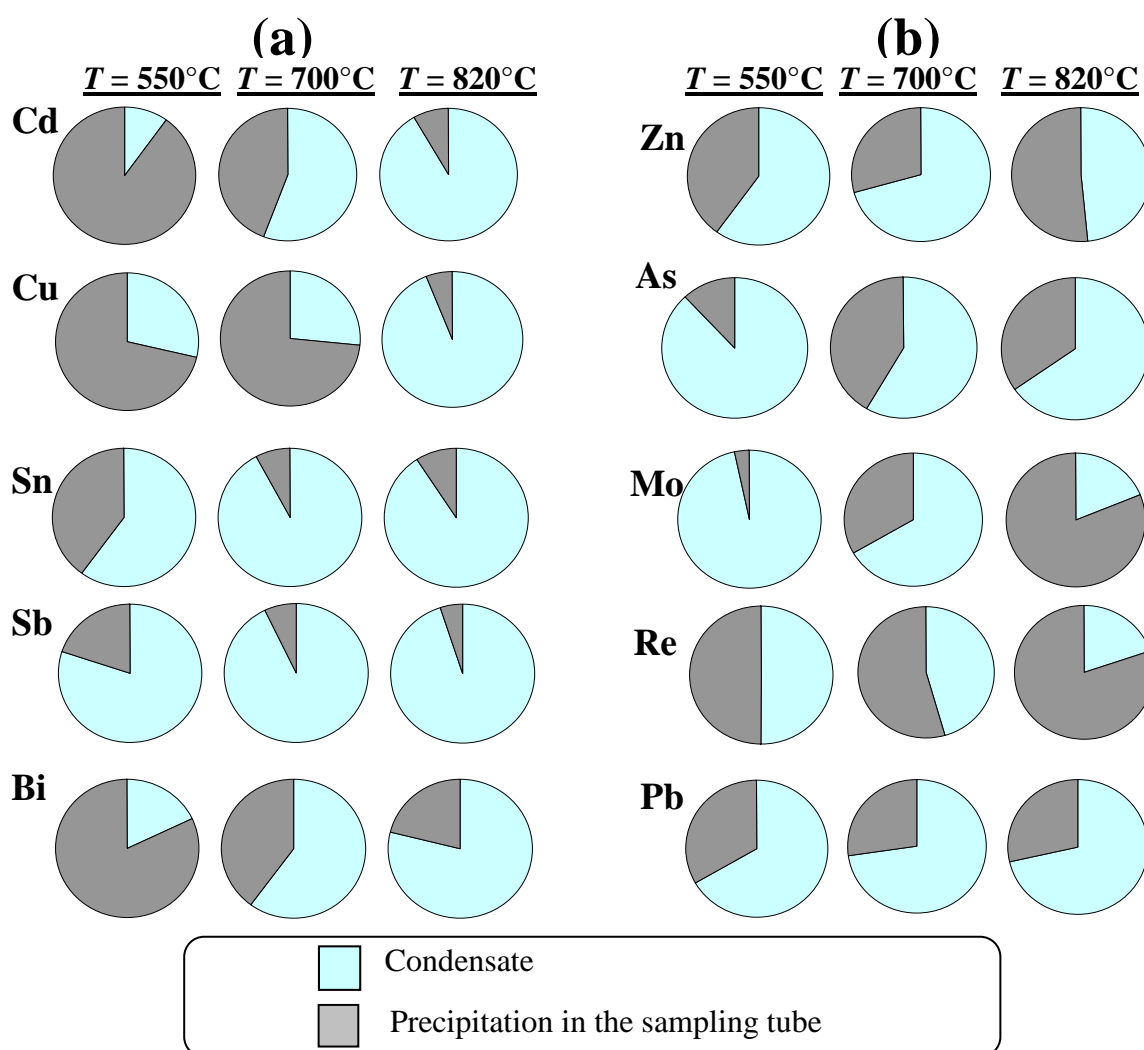 (a) (b)
T = 550°C T = 700°C T = 820°C T = 550°C T = 700°C T = 820°C
Cd Zn
Cu As
Sn Mo
Sb Re
Bi Pb
Condensate
Precipitation in the sampling tube